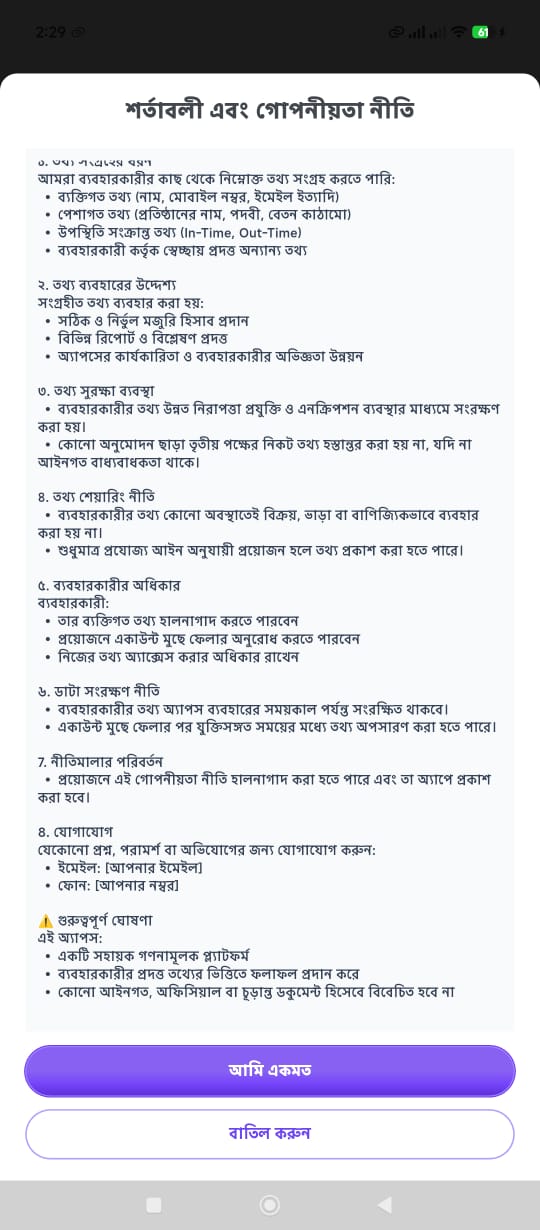 2:29
61
শর্তাবলী এবং গোপনীয়তা নীতি
১. তথ্য সংগ্রহের ধরন
আমরা ব্যবহারকারীর কাছ থেকে নিম্নোক্ত তথ্য সংগ্রহ করতে পারি:
• ব্যক্তিগত তথ্য (নাম, মোবাইল নম্বর, ইমেইল ইত্যাদি)
• পেশাগত তথ্য (প্রতিষ্ঠানের নাম, পদবী, বেতন কাঠামো)
• উপস্থিতি সংক্রান্ত তথ্য (In-Time, Out-Time)
• ব্যবহারকারী কর্তৃক স্বেচ্ছায় প্রদত্ত অন্যান্য তথ্য
২. তথ্য ব্যবহারের উদ্দেশ্য
সংগ্রহীত তথ্য ব্যবহার করা হয়:
• সঠিক ও নির্ভুল মজুরি হিসাব প্রদান
• বিভিন্ন রিপোর্ট ও বিশ্লেষণ প্রদত্ত
• অ্যাপসের কার্যকারিতা ও ব্যবহারকারীর অভিজ্ঞতা উন্নয়ন
৩. তথ্য সুরক্ষা ব্যবস্থা
• ব্যবহারকারীর তথ্য উন্নত নিরাপত্তা প্রযুক্তি ও এনক্রিপশন ব্যবস্থার মাধ্যমে সংরক্ষণ
করা হয়।
• কোনো অনুমোদন ছাড়া তৃতীয় পক্ষের নিকট তথ্য হস্তান্তর করা হয় না, যদি না
আইনগত বাধ্যবাধকতা থাকে।
৪. তথ্য শেয়ারিং নীতি
• ব্যবহারকারীর তথ্য কোনো অবস্থাতেই বিক্রয়, ভাড়া বা বাণিজ্যিকভাবে ব্যবহার
করা হয় না।
• শুধুমাত্র প্রযোজ্য আইন অনুযায়ী প্রয়োজন হলে তথ্য প্রকাশ করা হতে পারে।
৫. ব্যবহারকারীর অধিকার
ব্যবহারকারী:
• তার ব্যক্তিগত তথ্য হালনাগাদ করতে পারবেন
• প্রয়োজনে একাউন্ট মুছে ফেলার অনুরোধ করতে পারবেন
• নিজের তথ্য অ্যাক্সেস করার অধিকার রাখেন
৬. ডাটা সংরক্ষণ নীতি
• ব্যবহারকারীর তথ্য অ্যাপস ব্যবহারের সময়কাল পর্যন্ত সংরক্ষিত থাকবে।
• একাউন্ট মুছে ফেলার পর যুক্তিসঙ্গত সময়ের মধ্যে তথ্য অপসারণ করা হতে পারে।
7. নীতিমালার পরিবর্তন
• প্রয়োজনে এই গোপনীয়তা নীতি হালনাগাদ করা হতে পারে এবং তা অ্যাপে প্রকাশ
করা হবে।
৪. যোগাযোগ
যেকোনো প্রশ্ন, পরামর্শ বা অভিযোগের জন্য যোগাযোগ করুন:
• ইমেইল: [আপনার ইমেইল]
• ফোন: [আপনার নম্বর]
⚠️ গুরুত্বপূর্ণ ঘোষণা
এই অ্যাপস:
• একটি সহায়ক গণনামূলক প্ল্যাটফর্ম
• ব্যবহারকারীর প্রদত্ত তথ্যের ভিত্তিতে ফলাফল প্রদান করে
• কোনো আইনগত, অফিসিয়াল বা চূড়ান্ত ডকুমেন্ট হিসেবে বিবেচিত হবে না
আমি একমত
বাতিল করুন